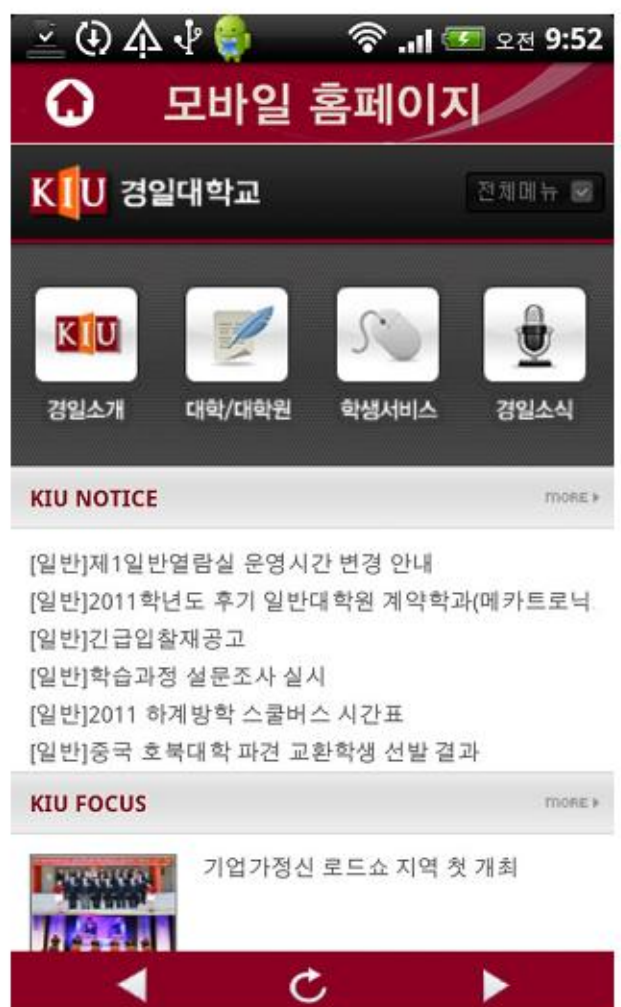 오전 9:52
모바일 홈페이지
KIU 경일대학교
전체메뉴
KIU
경일소개 대학/대학원 학생서비스 경일소식
KIU NOTICE MORE
[일반]제1일반열람실 운영시간 변경 안내
[일반]2011학년도 후기 일반대학원 계약학과(메카트로닉
[일반]긴급입찰재공고
[일반]학습과정 설문조사 실시
[일반]2011 하계방학 스쿨버스 시간표
[일반]중국 호북대학 파견 교환학생 선발 결과
KIU FOCUS MORE
기업가정신 로드쇼 지역 첫 개최